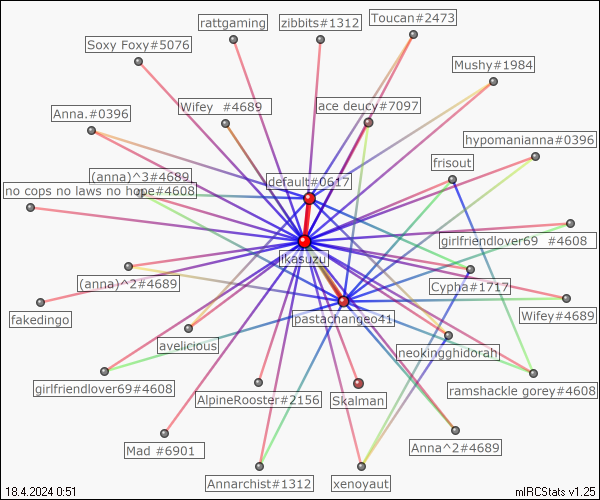 Toucan#2473
rattgaming
zibbits#1312
Soxy Foxy#5076
Mushy#1984
Wifey  #4689
ace deucy#7097
Anna.#0396
hypomanianna#0396
frisout
(anna)^3#4689
default#0617
no cops no laws no hope#4608
girlfriendlover69  #4608
ikasuzu
(anna)^2#4689
Cypha#1717
Wifey#4689
fakedingo
pastachangeo41
avelicious
neokingghidorah
girlfriendlover69#4608
ramshackle gorey#4608
AlpineRooster#2156
Skalman
Mad #6901
Anna^2#4689
Annarchist#1312
xenoyaut
18.4.2024 0:51
mIRCStats v1.25